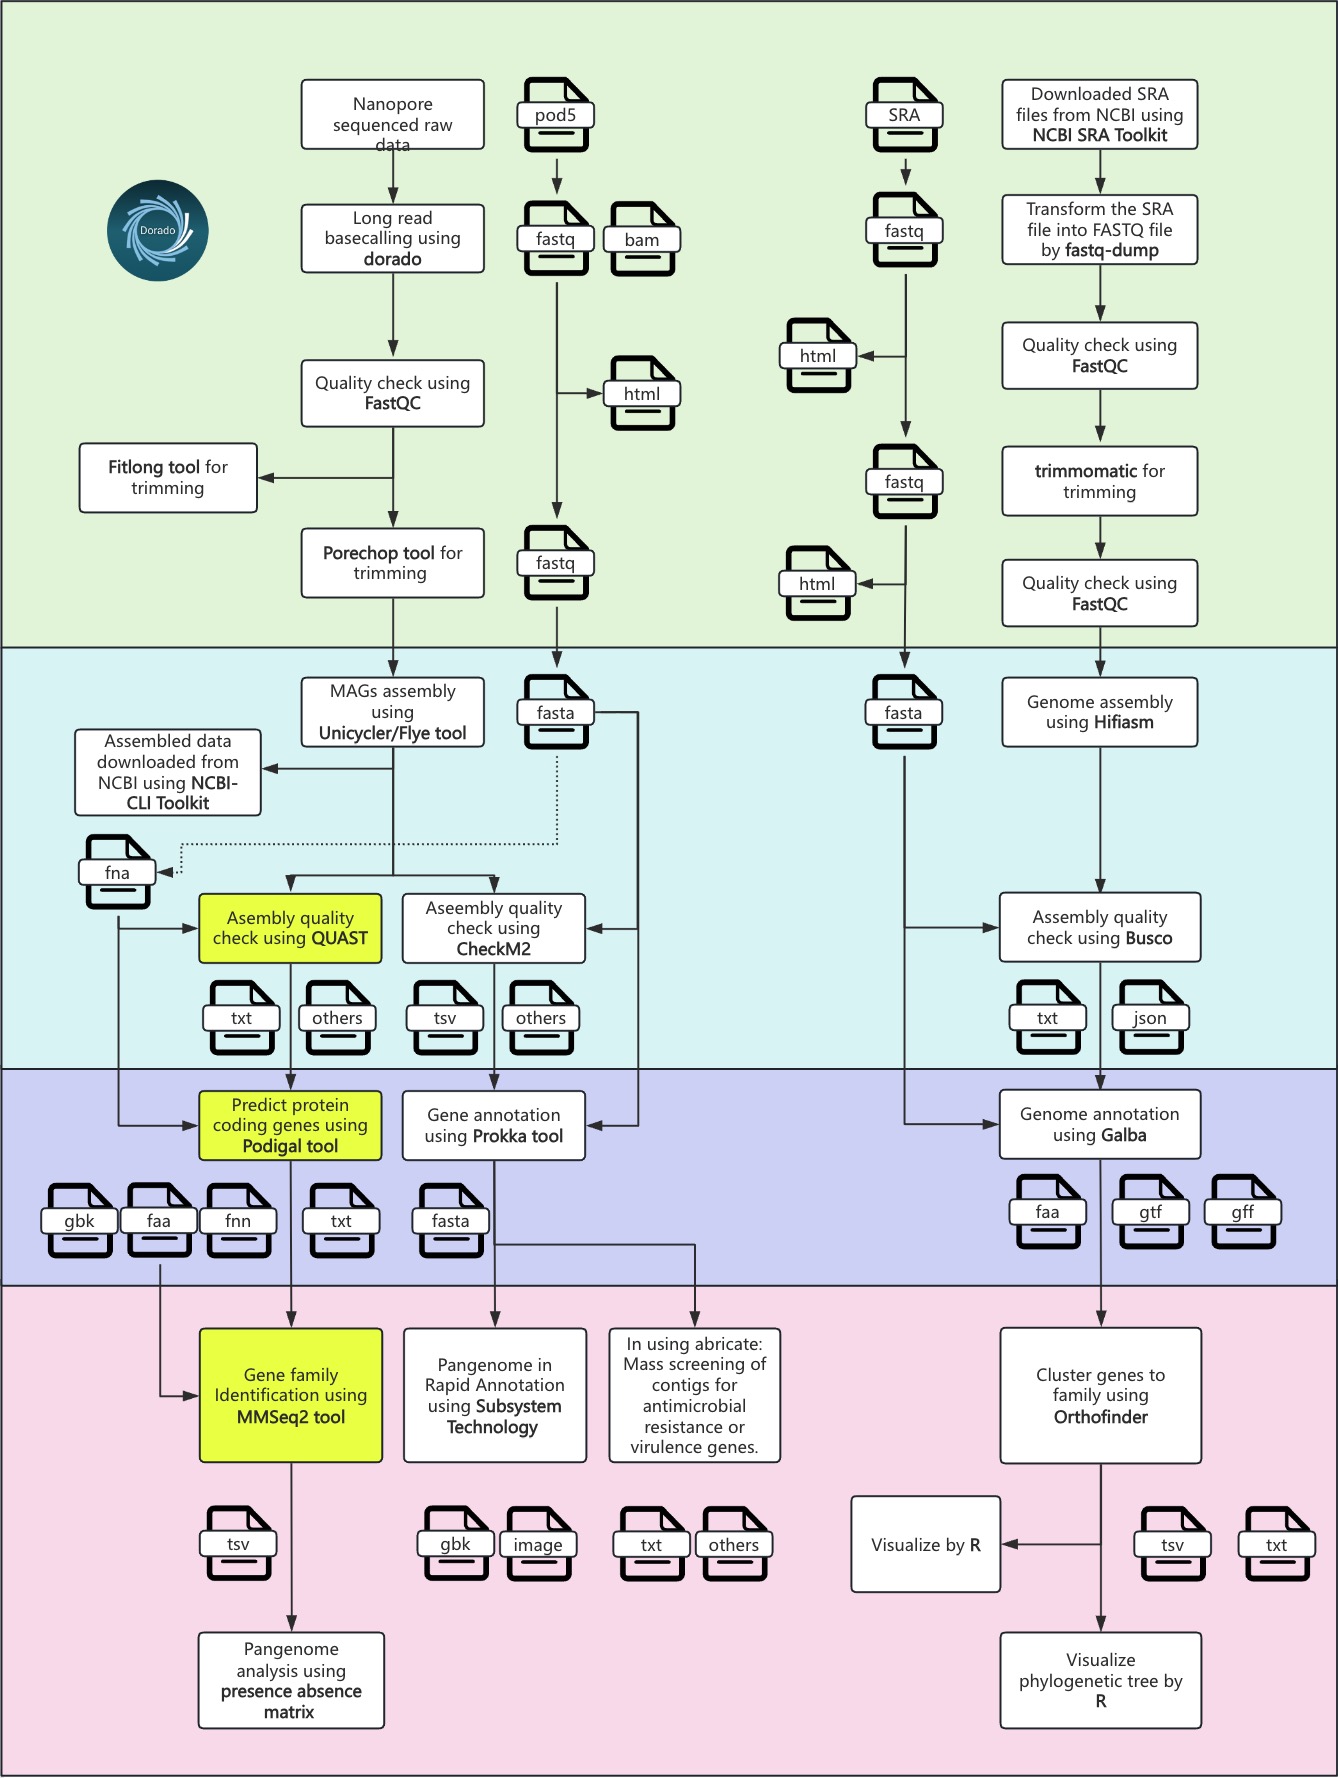 Nanopore
sequenced raw
data
pod5
SRA
Downloaded SRA
files from NCBI using
NCBI SRA Toolkit
Dorado
Long read
basecalling using
dorado
fastq
bam
fastq
Transform the SRA
file into FASTQ file
by fastq-dump
html
Quality check using
FastQC
Quality check using
FastQC
html
Fitlong tool for
trimming
fastq
trimmomatic for
trimming
Porechop tool for
trimming
fastq
html
Quality check using
FastQC
MAGs assembly
using
Unicycler/Flye tool
fasta
fasta
Genome assembly
using Hifiasm
Assembled data
downloaded from
NCBI using NCBI-
CLI Toolkit
fna
Asembly quality
check using QUAST
Aseembly quality
check using
CheckM2
Assembly quality
check using Busco
txt
others
tsv
others
txt
json
Predict protein
coding genes using
Podigal tool
Gene annotation
using Prokka tool
Genome annotation
using Galba
gbk
faa
fnn
txt
fasta
faa
gtf
gff
Gene family
Identification using
MMSeq2 tool
Pangenome in
Rapid Annotation
using Subsystem
Technology
In using abricate:
Mass screening of
contigs for
antimicrobial
resistance or
virulence genes.
Cluster genes to
family using
Orthofinder
tsv
gbk
image
txt
others
Visualize by R
tsv
txt
Pangenome
analysis using
presence absence
matrix
Visualize
phylogenetic tree by
R